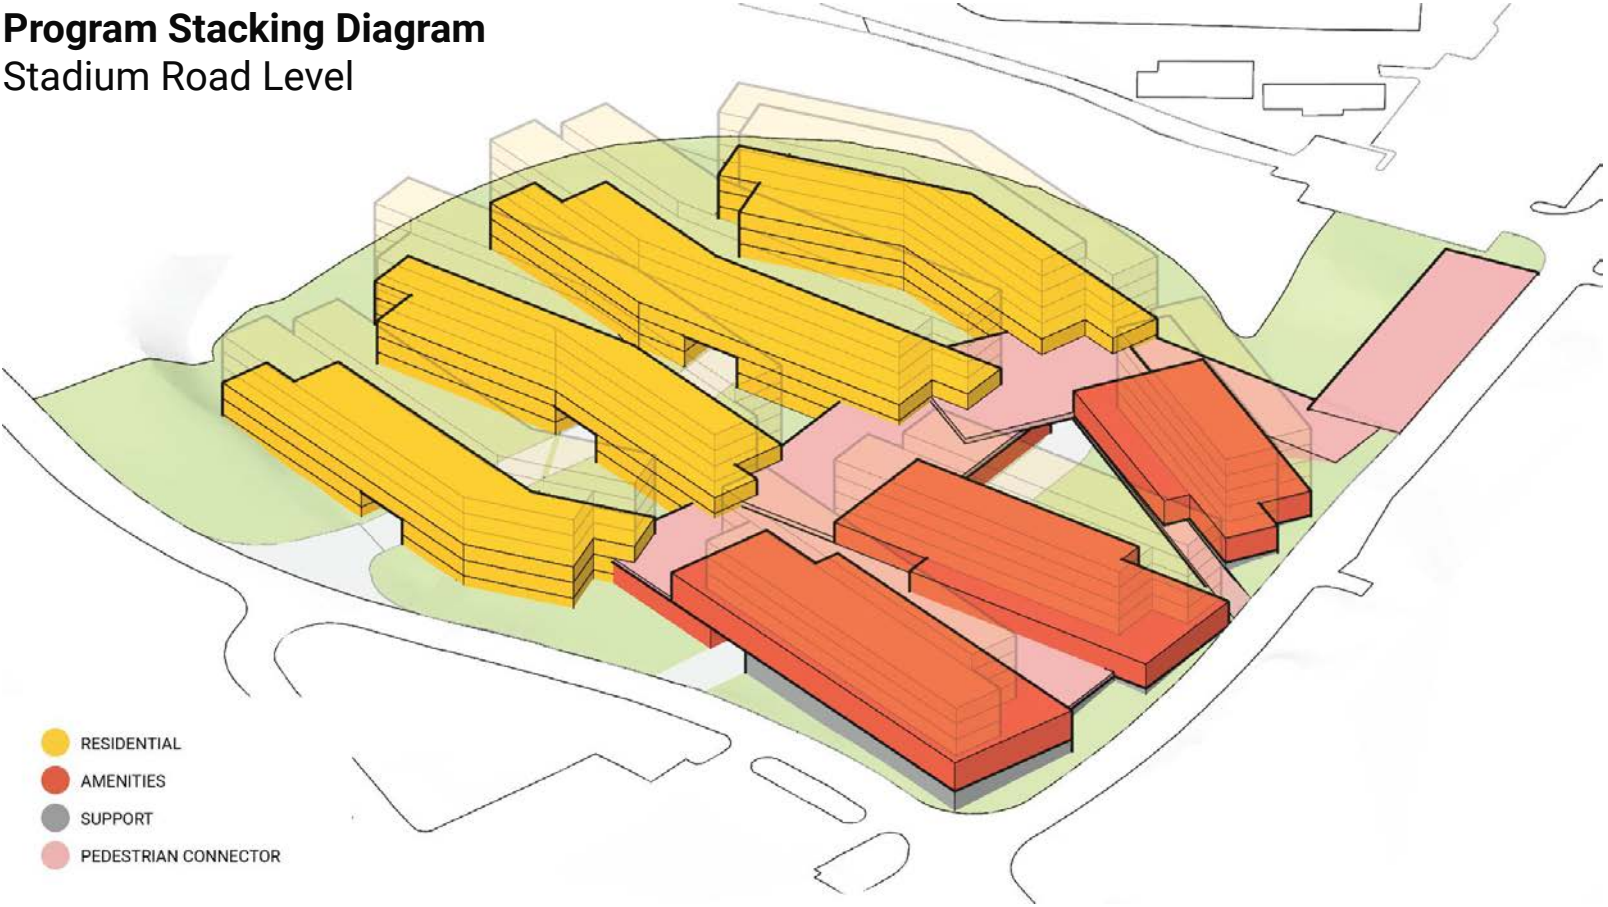 Program Stacking Diagram
Stadium Road Level
RESIDENTIAL
AMENITIES
SUPPORT
PEDESTRIAN CONNECTOR